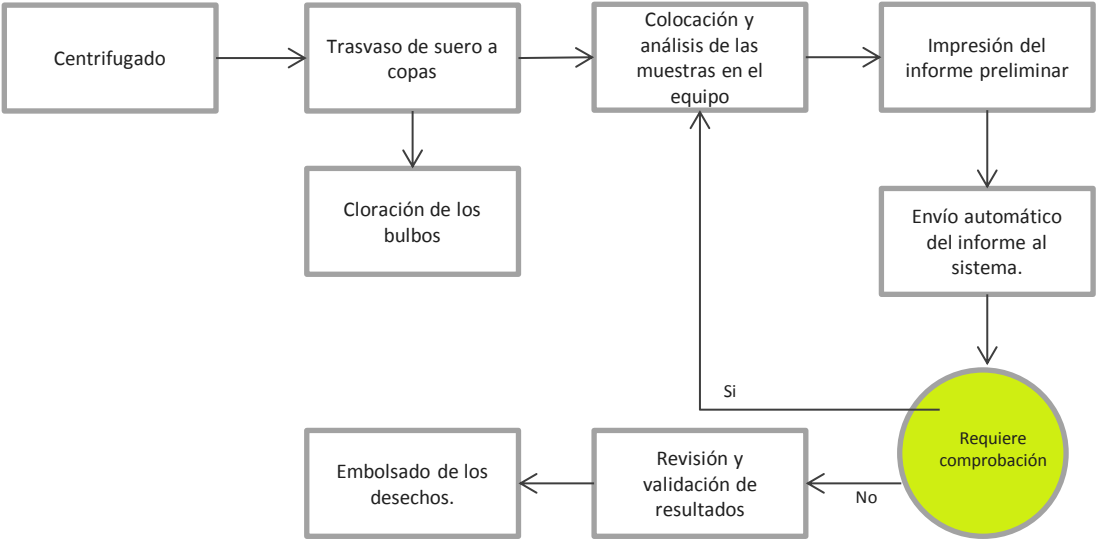 Centrifugado
Trasvaso de suero a
copas
Colocación y
análisis de las
muestras en el
equipo
Impresión del
informe preliminar
Cloración de los
bulbos
Envío automático
del informe al
sistema.
Si
Requiere
comprobación
No
Revisión y
validación de
resultados
Embolsado de los
desechos.